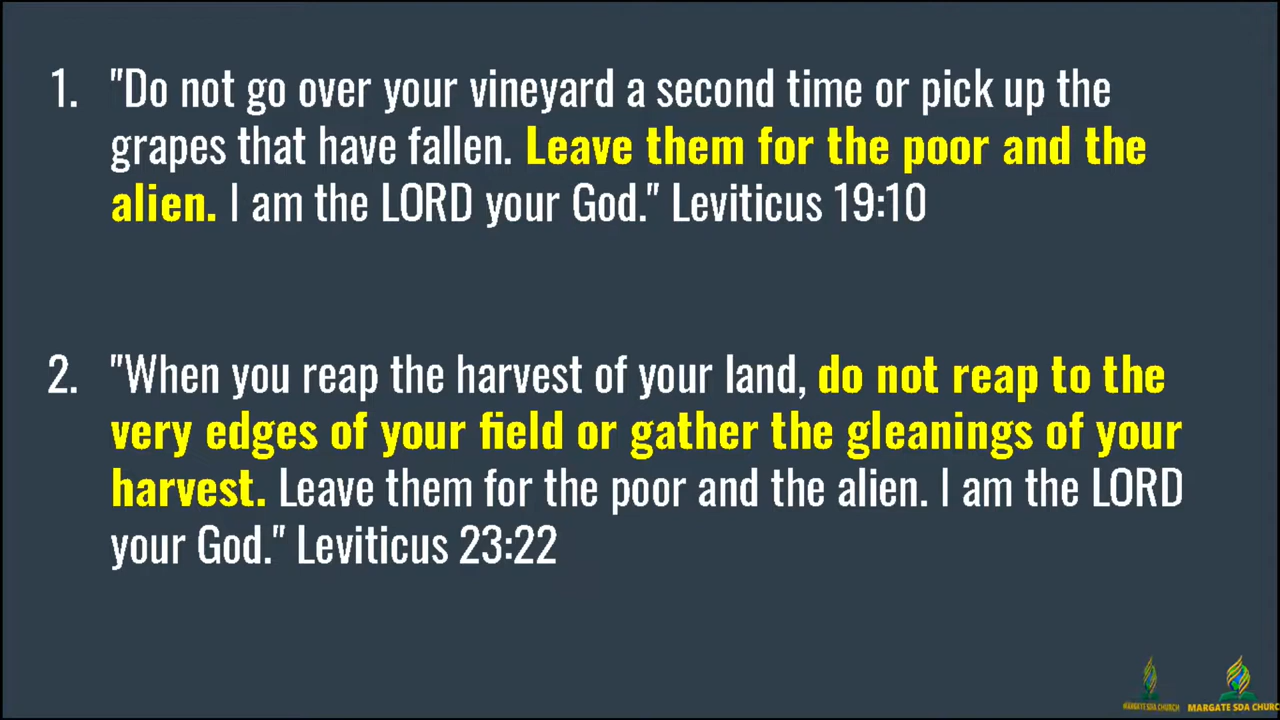 1. "Do not go over your vineyard a second time or pick up the
grapes that have fallen. Leave them for the poor and the
alien. I am the LORD your God." Leviticus 19:10
2. "When you reap the harvest of your land, do not reap to the
very edges of your field or gather the gleanings of your
harvest. Leave them for the poor and the alien. I am the LORD
your God." Leviticus 23:22
MARGATE SDA CHURCH
MARGATE SDA CHURC